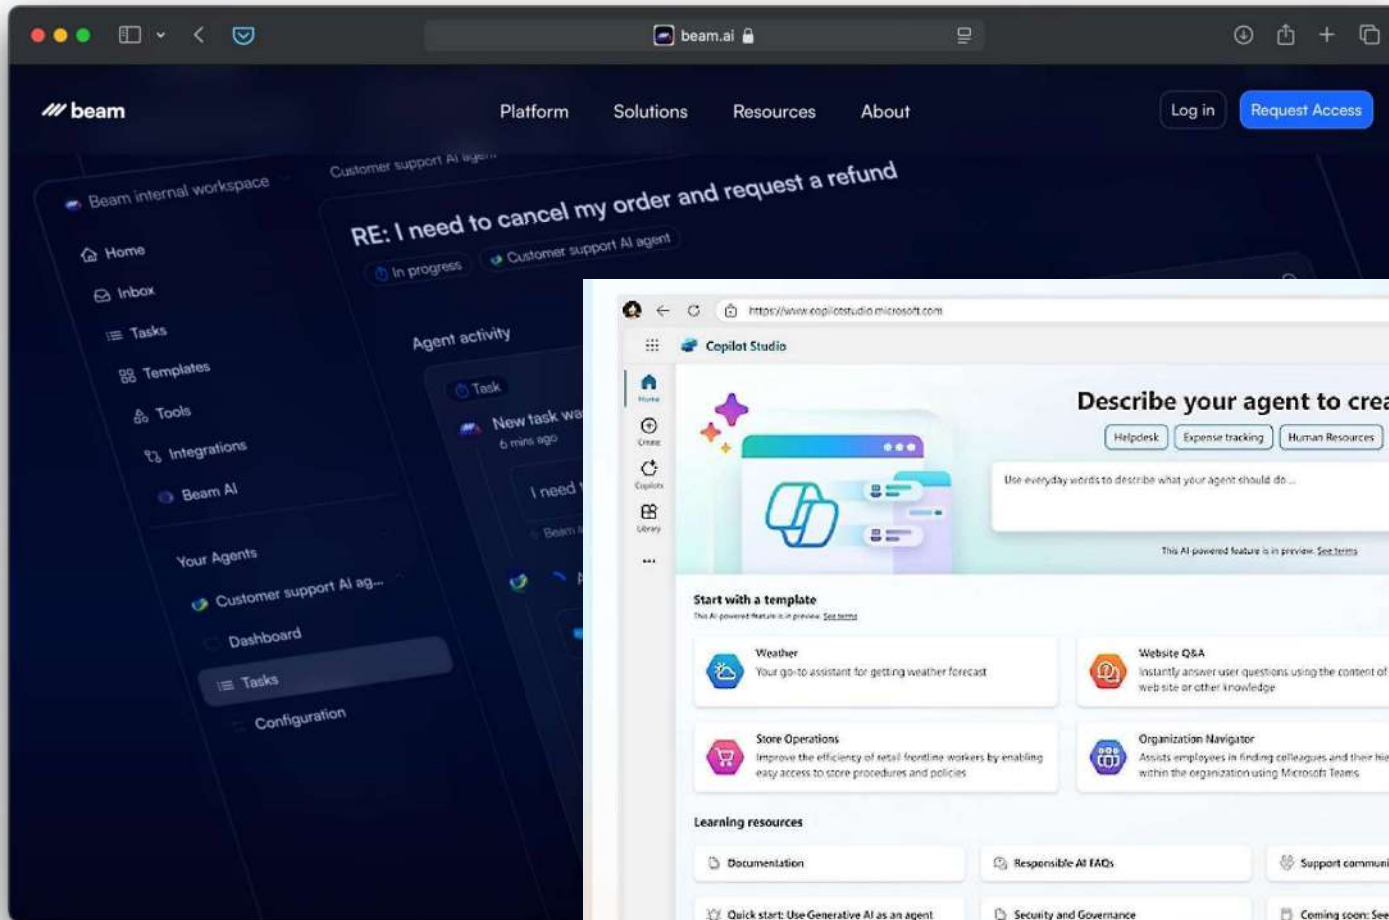 beam.ai
beam
Platform
Solutions
Resources
About
Log in
Request Access
Beam internal workspace
Home
Inbox
Tasks
Templates
Tools
Integrations
Beam AI
Your Agents
Customer support AI ag...
Dashboard
Tasks
Configuration
Customer support AI agent
RE: I need to cancel my order and request a refund
In progress
Customer support AI agent
Agent activity
Task
New task wa
6 mins ago
I need
Beam
https://www.copilotstudio.microsoft.com
Copilot Studio
Home
Create
Copilots
Library
Describe your agent to crea
Helpdesk
Expense tracking
Human Resources
Use everyday words to describe what your agent should do...
This AI-powered feature is in preview. See terms
Start with a template
This AI-powered feature is in preview. See terms
Weather
Your go-to assistant for getting weather forecast
Website Q&A
Instantly answer user questions using the content of
web site or other knowledge
Store Operations
Improve the efficiency of retail frontline workers by enabling
easy access to store procedures and policies
Organization Navigator
Assists employees in finding colleagues and their hie
within the organization using Microsoft Teams
Learning resources
Documentation
Responsible AI FAQs
Support communi
Quick start: Use Generative AI as an agent
Security and Governance
Coming soon: See